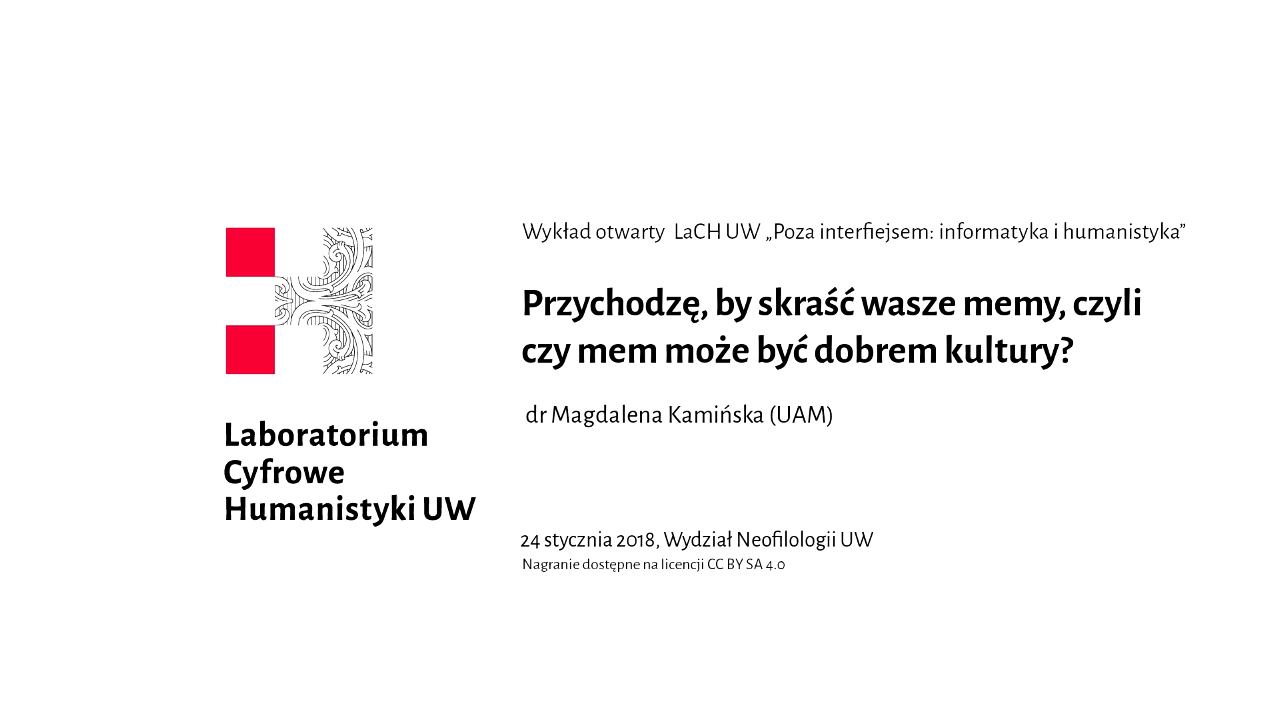 Wykład otwarty LaCH UW „Poza interfiejsem: informatyka i humanistyka”
Przychodzę, by skraść wasze memy, czyli
czy mem może być dobrem kultury?
dr Magdalena Kamińska (UAM)
Laboratorium
Cyfrowe
Humanistyki UW
24 stycznia 2018, Wydział Neofilologii UW
Nagranie dostępne na licencji CC BY SA 4.0